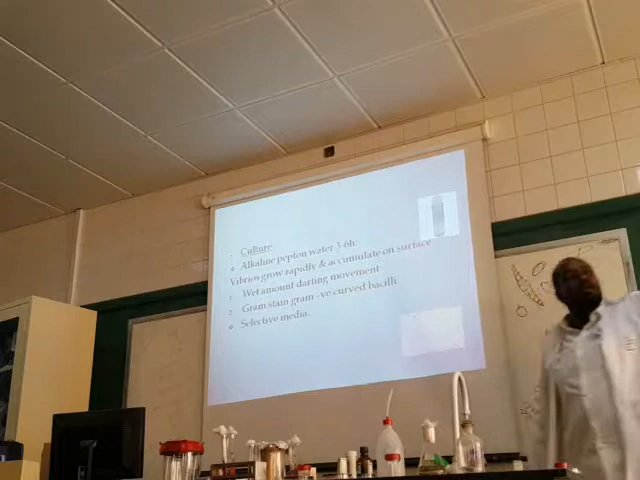 Culture
Alkaline pepton water 3-6h:
Vibrios grow rapidly & accumulate on surface
Wet amount darting movement
Gram stain gram -ve curved bacilli
Selective media.